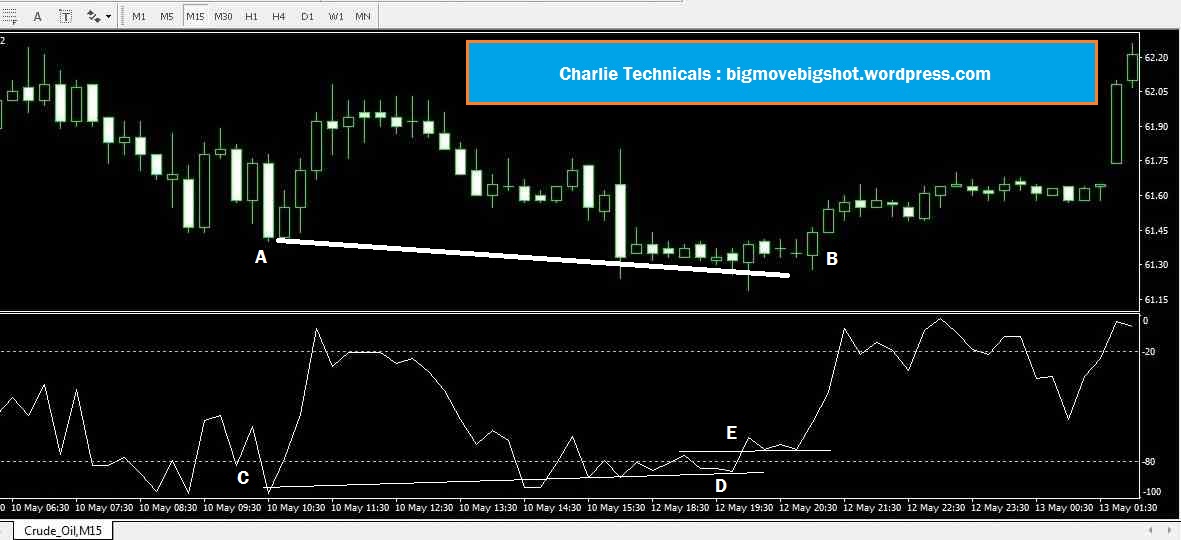 A T M1 M5 M15 M30 H1 H4 D1 W1 MN
2
Charlie Technicals : bigmovebigshot.wordpress.com
62.20
62.05
61.90
61.75
61.60
61.45
61.30
61.15
A
B
0
-20
-80
-100
C
D
E
0 10 May 06:30 10 May 07:30 10 May 08:30 10 May 09:30 10 May 10:30 10 May 11:30 10 May 12:30 10 May 13:30 10 May 14:30 10 May 15:30 12 May 18:30 12 May 19:30 12 May 20:30 12 May 21:30 12 May 22:30 12 May 23:30 13 May 00:30 13 May 01:30
Crude_Oil,M15